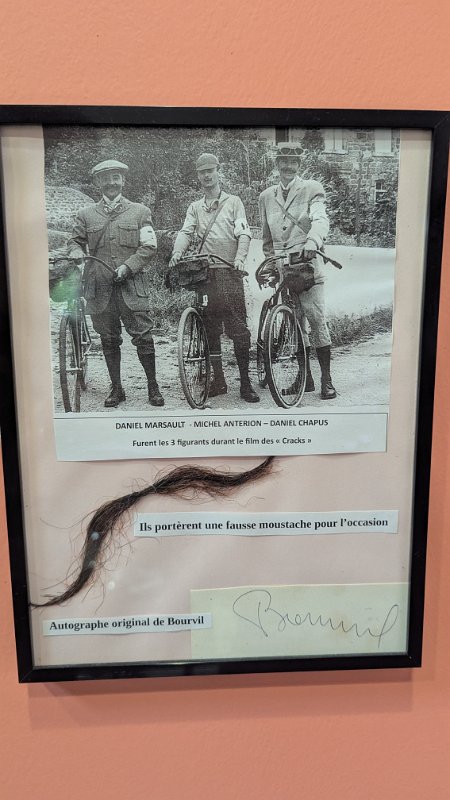 DANIEL MARSAULT - MICHEL ANTERION – DANIEL CHAPUS
Furent les 3 figurants durant le film des « Cracks »
Ils portèrent une fausse moustache pour l'occasion
Autographe original de Bourvil
Bourvil